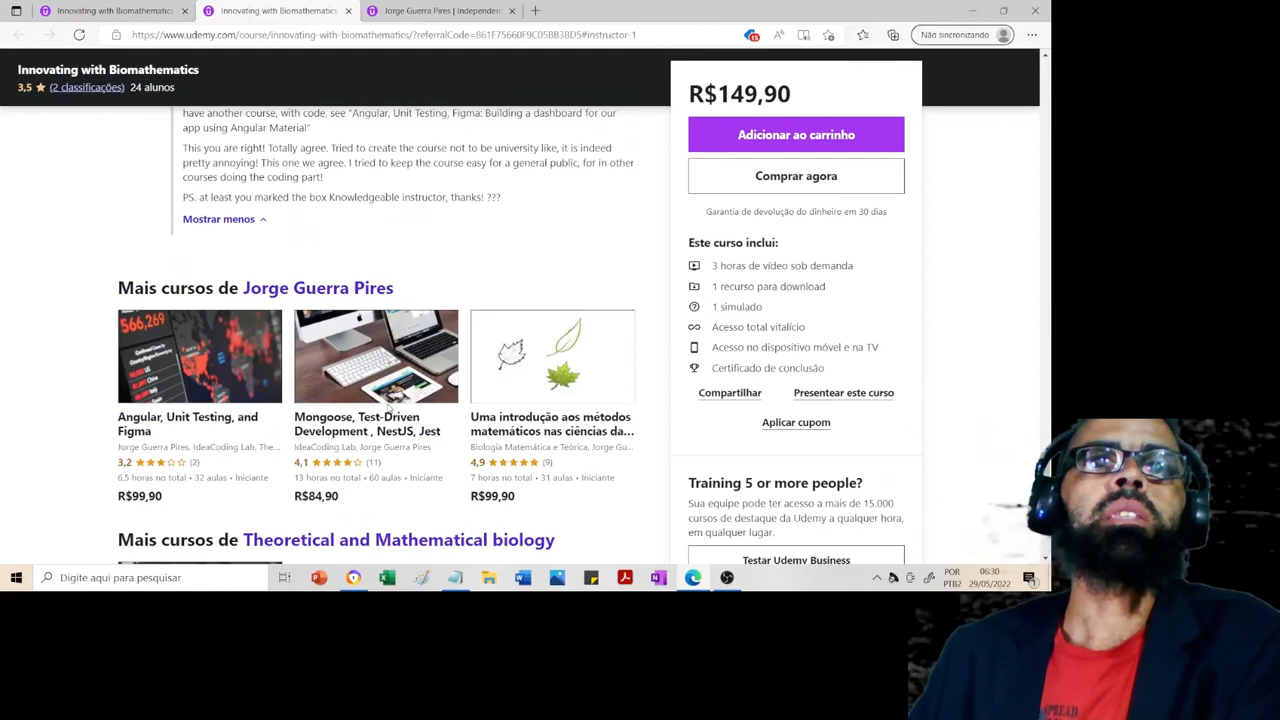 Innovating with Biomathematics
Innovating with Biomathematics
Jorge Guerra Pires | Independen
https://www.udemy.com/course/innovating-with-biomathematics/?referralCode=861F75660F9C05BB3BD5#instructor-1
Não sincronizando
Innovating with Biomathematics
3,5 (2 classificações) 24 alunos
have another course, with code, see "Angular, Unit Testing, Figma: Building a dashboard for our
app using Angular Material"
This you are right! Totally agree. Tried to create the course not to be university like, it is indeed
pretty annoying! This one we agree. I tried to keep the course easy for a general public, for in other
courses doing the coding part!
PS. at least you marked the box Knowledgeable instructor, thanks! ???
Mostrar menos
Mais cursos de Jorge Guerra Pires
566,269
Angular, Unit Testing, and
Figma
Jorge Guerra Pires, IdeaCoding Lab, The...
3,2 (2)
6,5 horas no total • 32 aulas • Iniciante
R$99,90
Mongoose, Test-Driven
Development , NestJS, Jest
IdeaCoding Lab, Jorge Guerra Pires
4,1 (11)
13 horas no total • 60 aulas • Iniciante
R$84,90
Uma introdução aos métodos
matemáticos nas ciências da...
Biologia Matemática e Teórica, Jorge Gu...
4,9 (9)
7 horas no total • 31 aulas • Iniciante
R$99,90
Mais cursos de Theoretical and Mathematical biology
R$149,90
Adicionar ao carrinho
Comprar agora
Garantia de devolução do dinheiro em 30 dias
Este curso inclui:
3 horas de vídeo sob demanda
1 recurso para download
1 simulado
Acesso total vitalício
Acesso no dispositivo móvel e na TV
Certificado de conclusão
Compartilhar
Presentear este curso
Aplicar cupom
Training 5 or more people?
Sua equipe pode ter acesso a mais de 15.000
cursos de destaque da Udemy a qualquer hora,
em qualquer lugar.
Testar Udemy Business
Digite aqui para pesquisar
POR
PTB2
06:30
29/05/2022
SPREAD